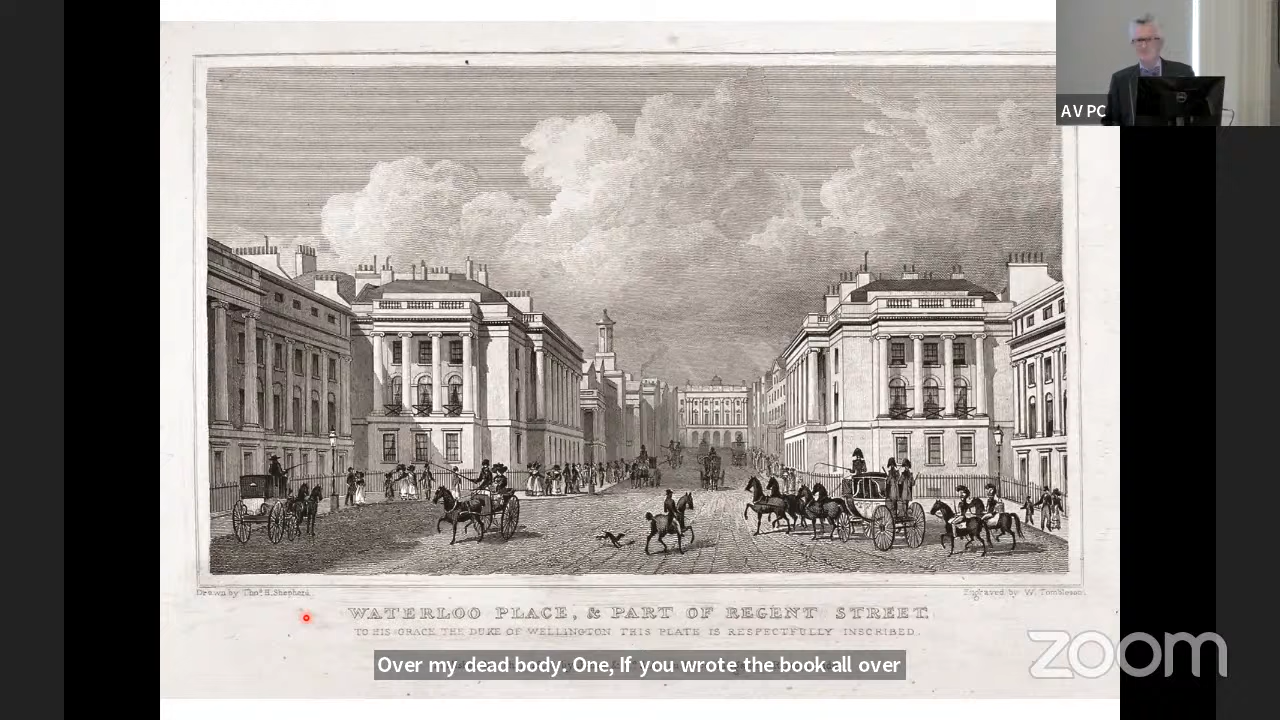 A V PC
Drawn by Thos. H. Shepherd.
Engraved by W. Tombleson.
WATERLOO PLACE, & PART OF REGENT STREET.
TO HIS GRACE THE DUKE OF WELLINGTON THIS PLATE IS RESPECTFULLY INSCRIBED.
Over my dead body. One, If you wrote the book all over
zoom